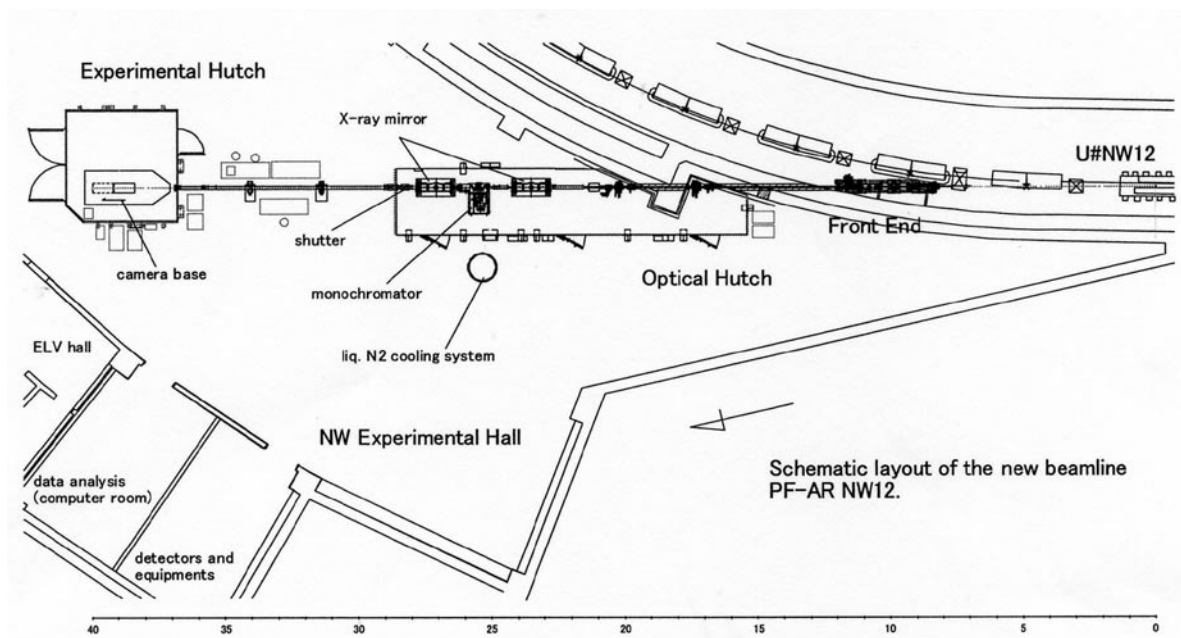 Experimental Hutch
X-ray mirror
U#NW12
shutter
Front End
camera base
monochromator
Optical Hutch
ELV hall
liq. N2 cooling system
NW Experimental Hall
data analysis
(computer room)
Schematic layout of the new beamline
PF-AR NW12.
detectors and
equipments
40 35 30 25 20 15 10 5 0